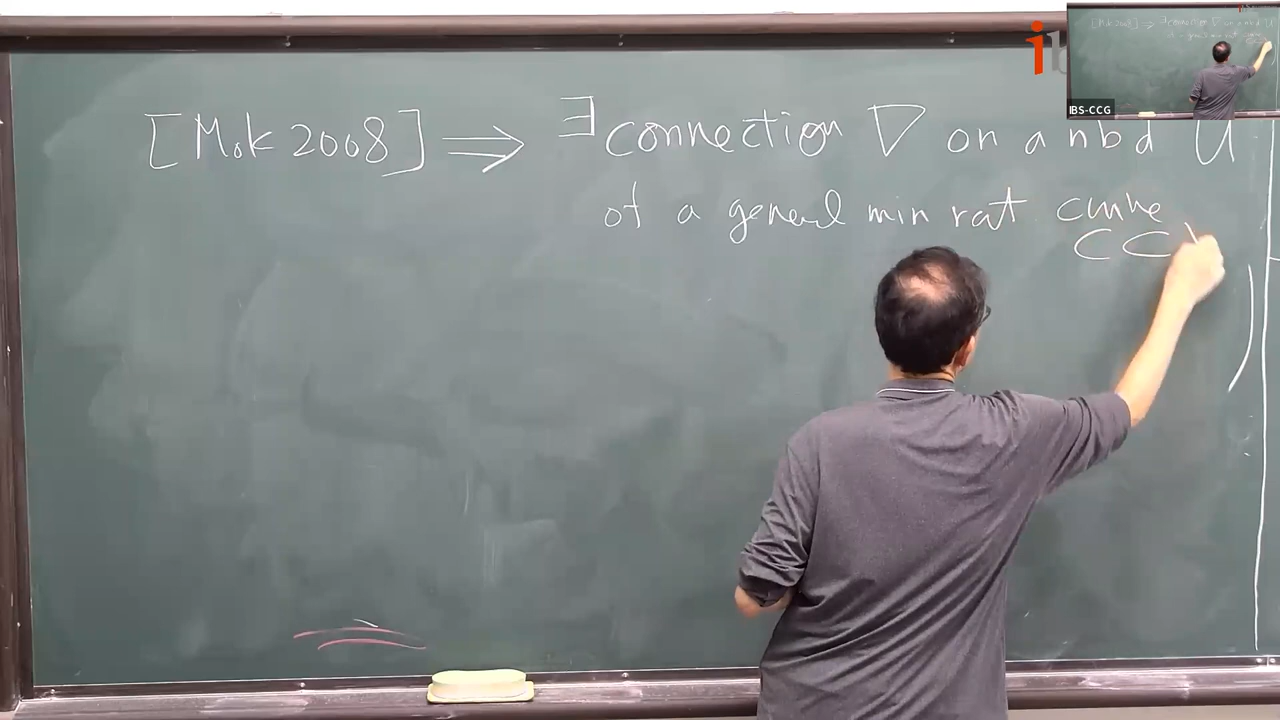 [Mok 2008] ⟹ ∃ connection ∇ on a nbd U
of a general min rat. curve
C ⊂
IBS-CCG